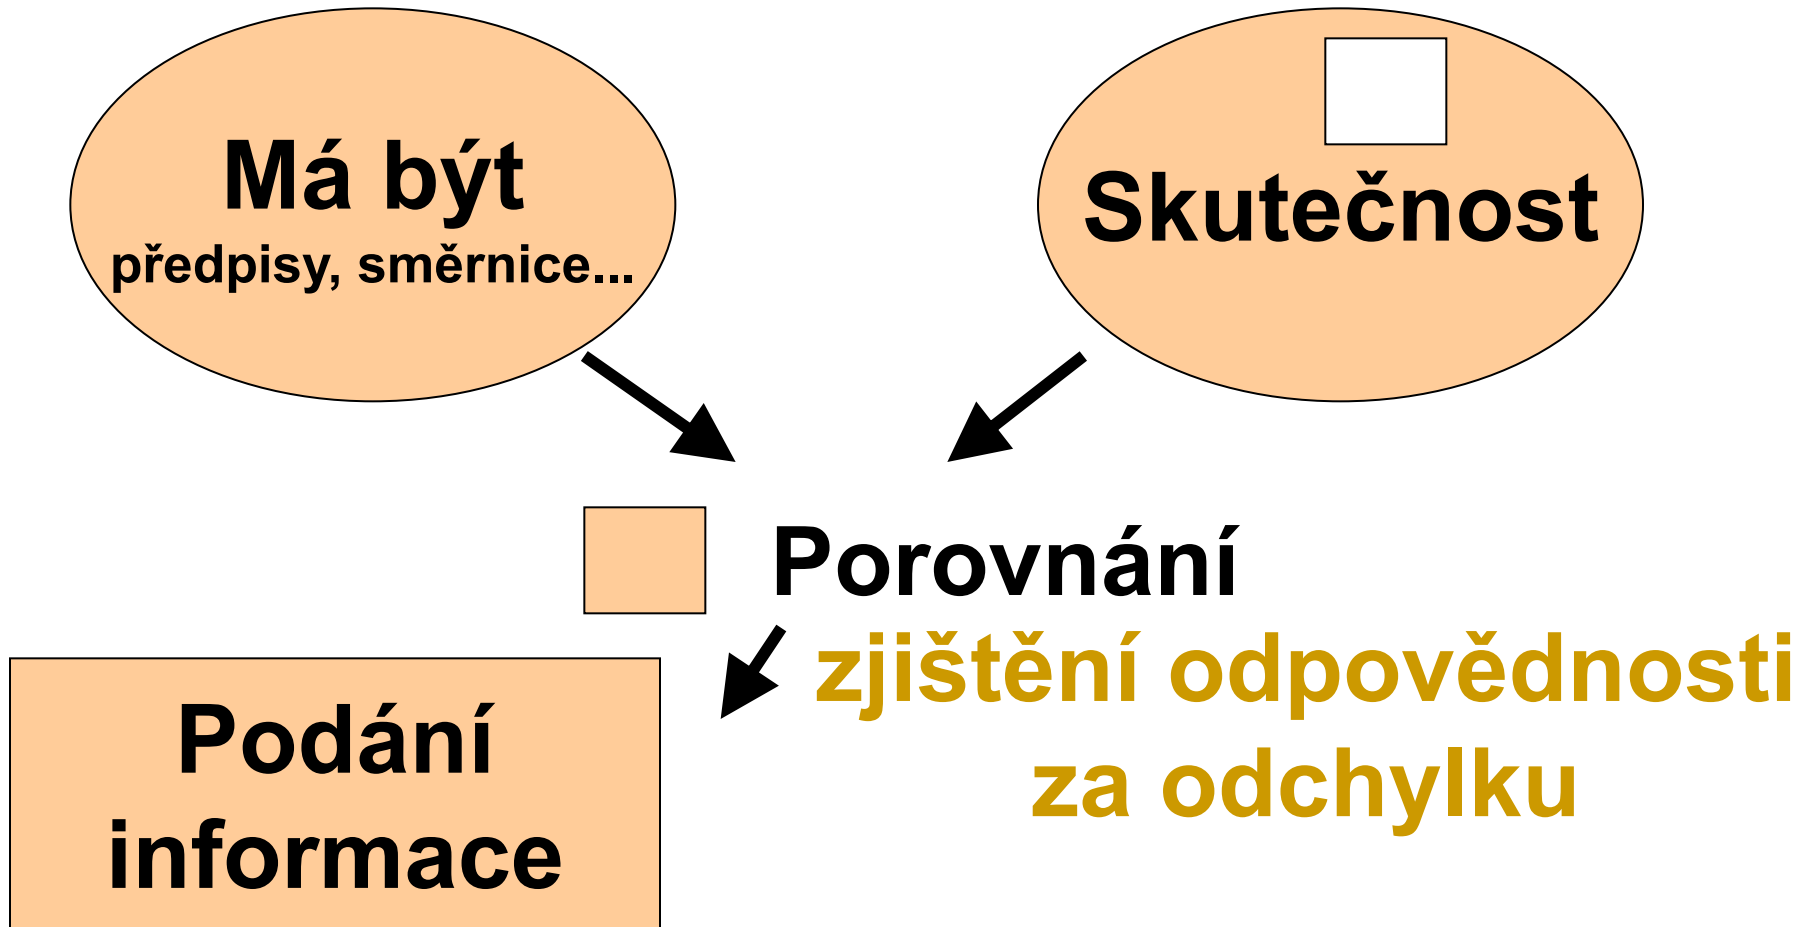 Má být
předpisy, směrnice...
Skutečnost
Porovnání
zjištění odpovědnosti
za odchylku
Podání
informace